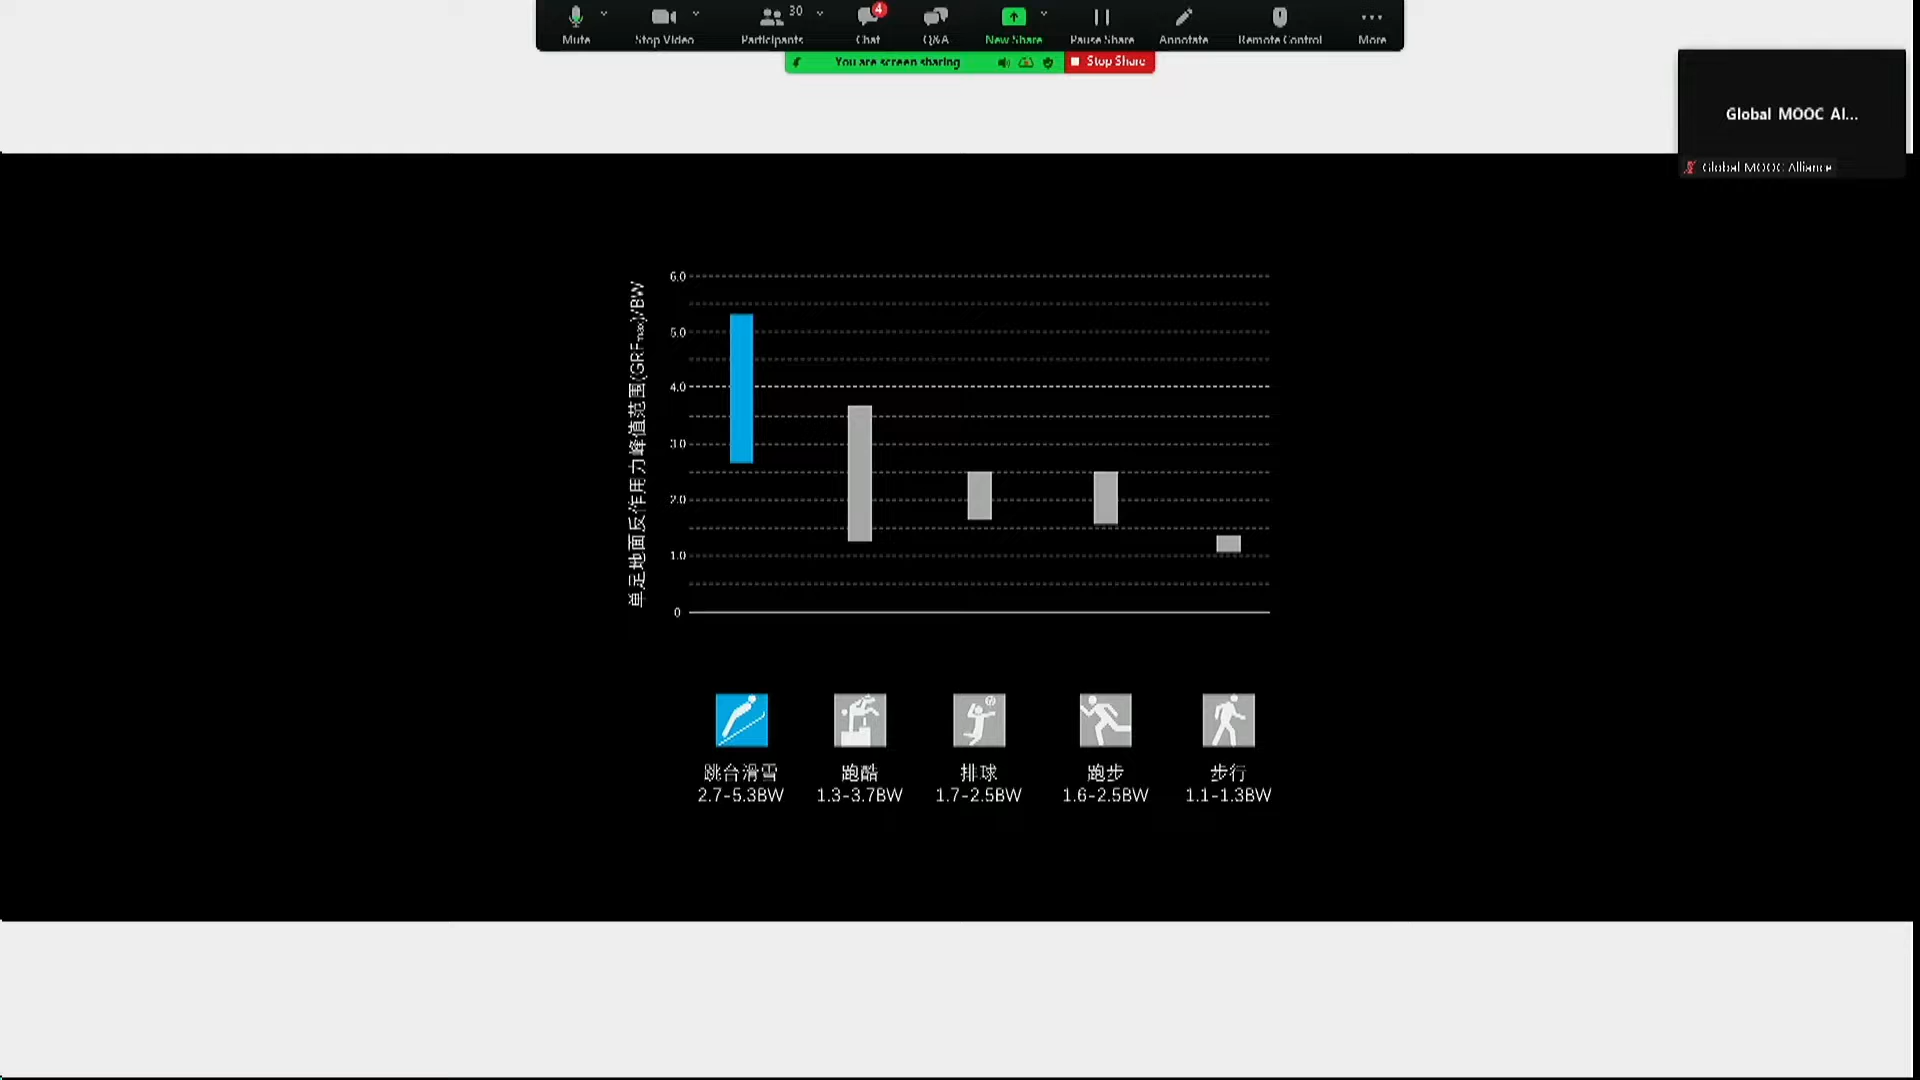 30
4
Mute
Stop Video
Participants
Chat
Q&A
New Share
Pause Share
Annotate
Remote Control
More
You are screen sharing
Stop Share
Global MOOC Al...
Global MOOC Alliance
单足地面反作用力峰值范围(GRFmax)/BW
6.0
5.0
4.0
3.0
2.0
1.0
0
跳台滑雪
2.7-5.3BW
跑酷
1.3-3.7BW
排球
1.7-2.5BW
跑步
1.6-2.5BW
步行
1.1-1.3BW